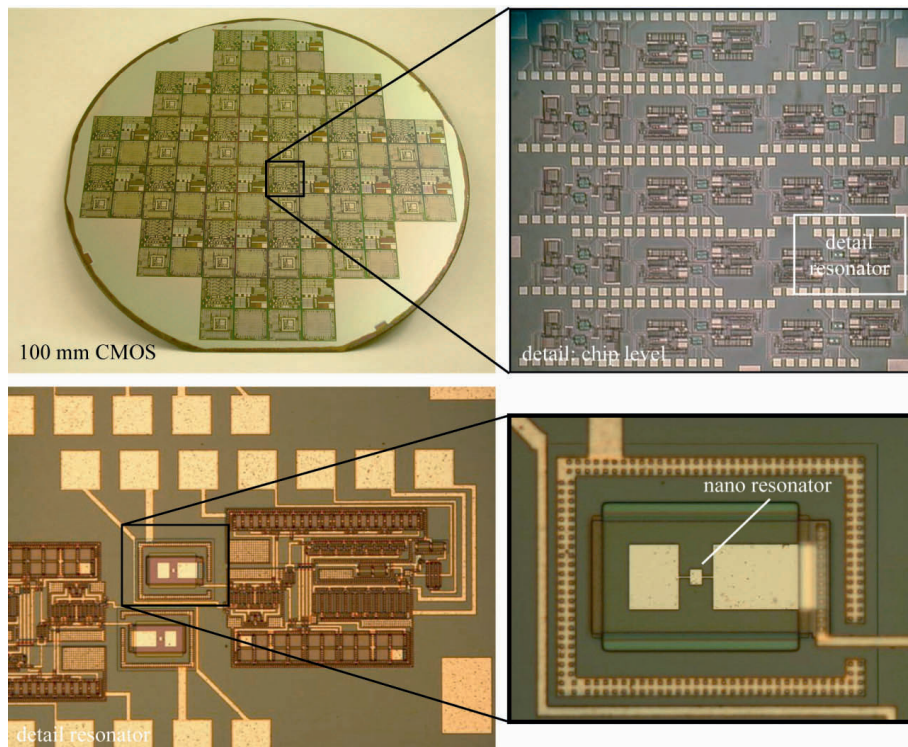 100 mm CMOS
detail: chip level
detail
resonator
detail resonator
nano resonator